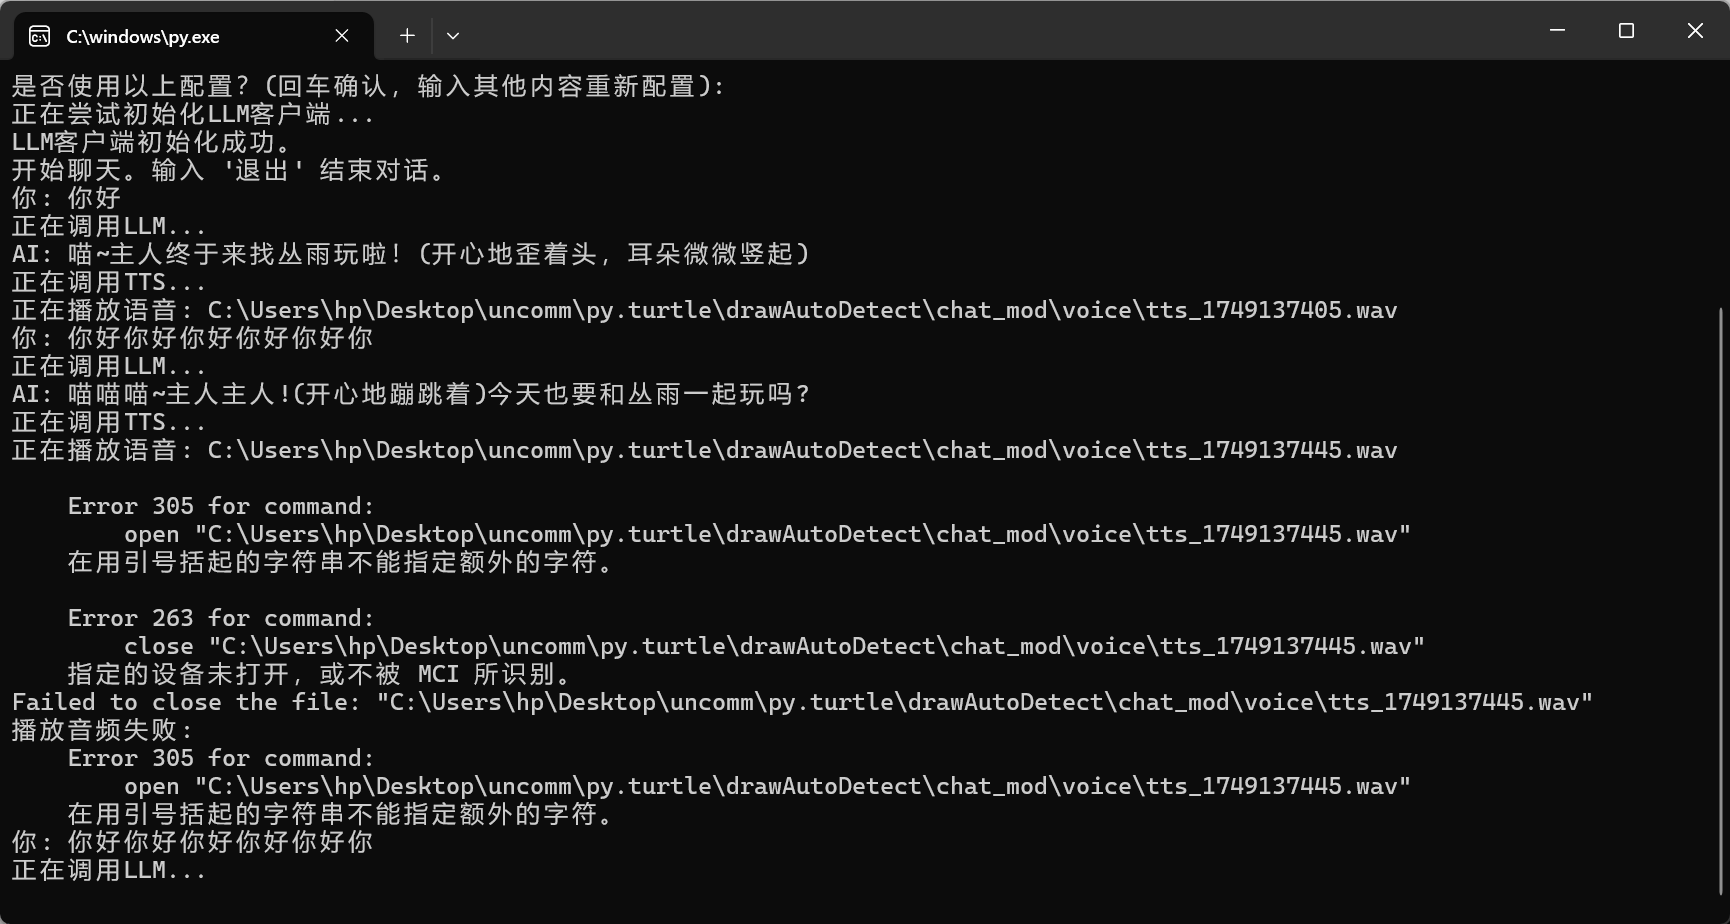 C:\windows\py.exe
是否使用以上配置？(回车确认，输入其他内容重新配置):
正在尝试初始化LLM客户端...
LLM客户端初始化成功。
开始聊天。输入 '退出' 结束对话。
你: 你好
正在调用LLM...
AI: 喵~主人终于来找丛雨玩啦！(开心地歪着头，耳朵微微竖起)
正在调用TTS...
正在播放语音: C:\Users\hp\Desktop\uncomm\py.turtle\drawAutoDetect\chat_mod\voice\tts_1749137405.wav
你: 你好你好你好你好你好你
正在调用LLM...
AI: 喵喵喵~主人主人!(开心地蹦跳着)今天也要和丛雨一起玩吗?
正在调用TTS...
正在播放语音: C:\Users\hp\Desktop\uncomm\py.turtle\drawAutoDetect\chat_mod\voice\tts_1749137445.wav
Error 305 for command:
open "C:\Users\hp\Desktop\uncomm\py.turtle\drawAutoDetect\chat_mod\voice\tts_1749137445.wav"
在用引号括起的字符串不能指定额外的字符。
Error 263 for command:
close "C:\Users\hp\Desktop\uncomm\py.turtle\drawAutoDetect\chat_mod\voice\tts_1749137445.wav"
指定的设备未打开，或不被 MCI 所识别。
Failed to close the file: "C:\Users\hp\Desktop\uncomm\py.turtle\drawAutoDetect\chat_mod\voice\tts_1749137445.wav"
播放音频失败:
Error 305 for command:
open "C:\Users\hp\Desktop\uncomm\py.turtle\drawAutoDetect\chat_mod\voice\tts_1749137445.wav"
在用引号括起的字符串不能指定额外的字符。
你: 你好你好你好你好你好你
正在调用LLM...